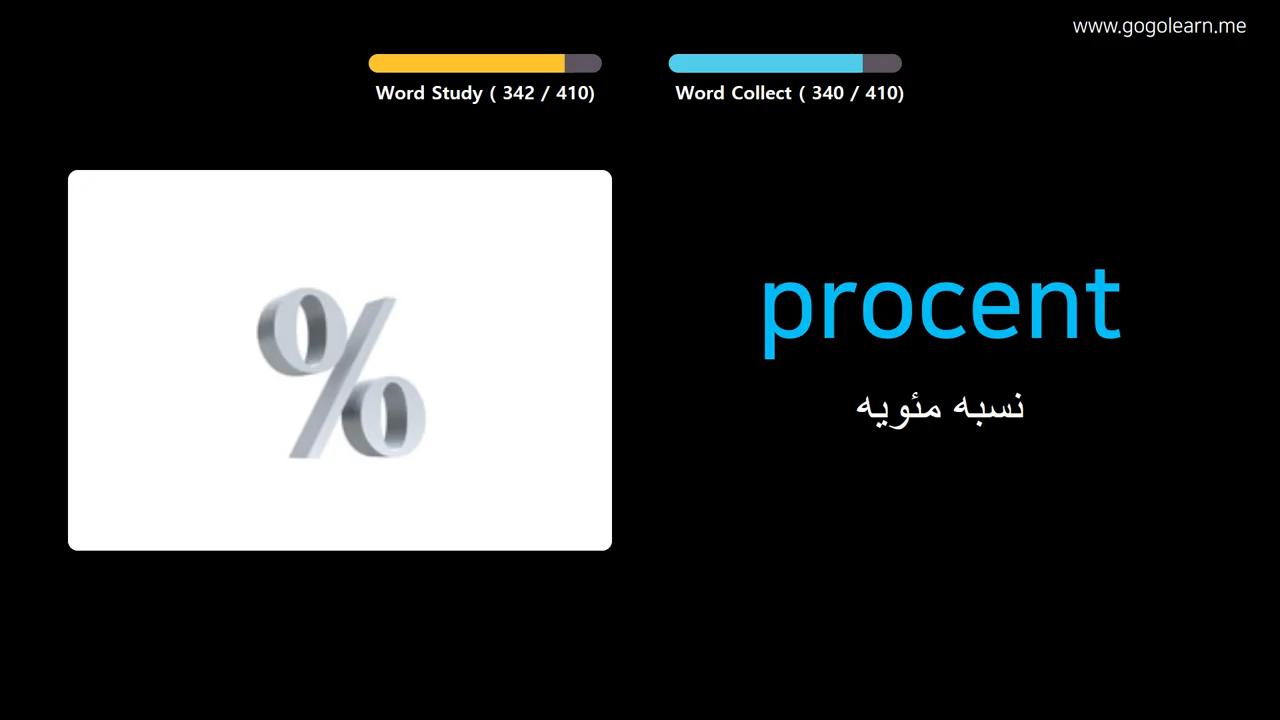 www.gogolearn.me
Word Study ( 342 / 410)
Word Collect ( 340 / 410)
%
procent
نسبه مئويه